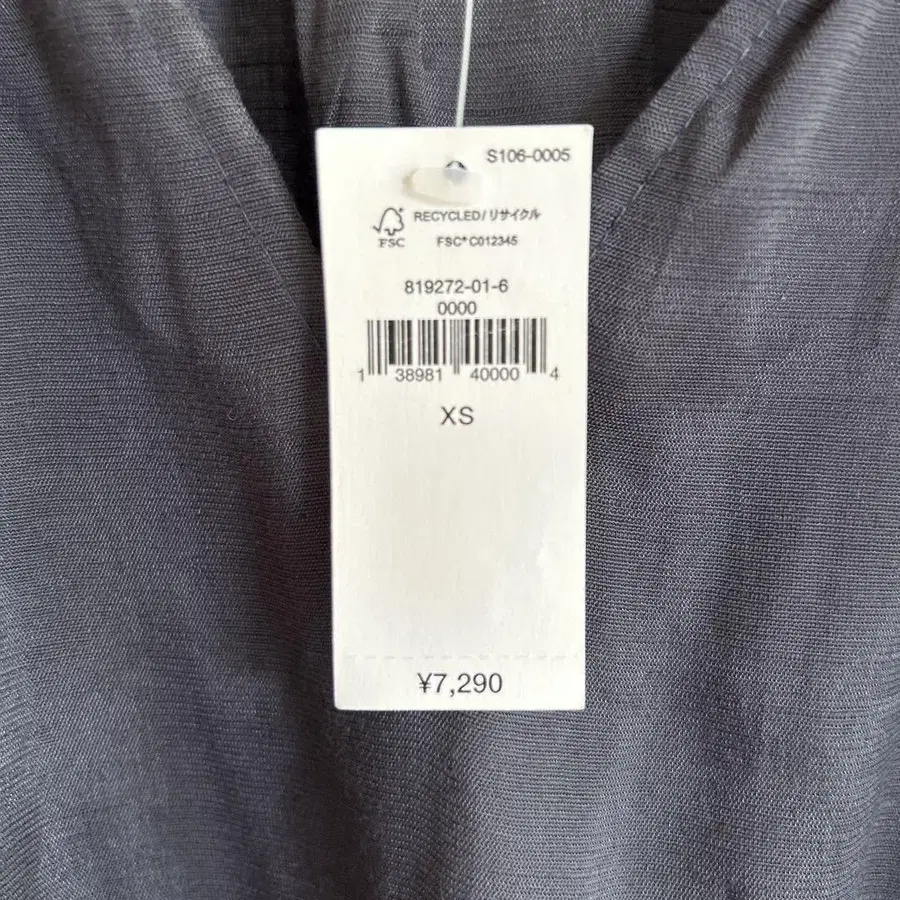 S106-0005
RECYCLED/リサイクル
FSC
FSC® C012345
819272-01-6
0000
1 38981 40000 4
XS
¥7,290